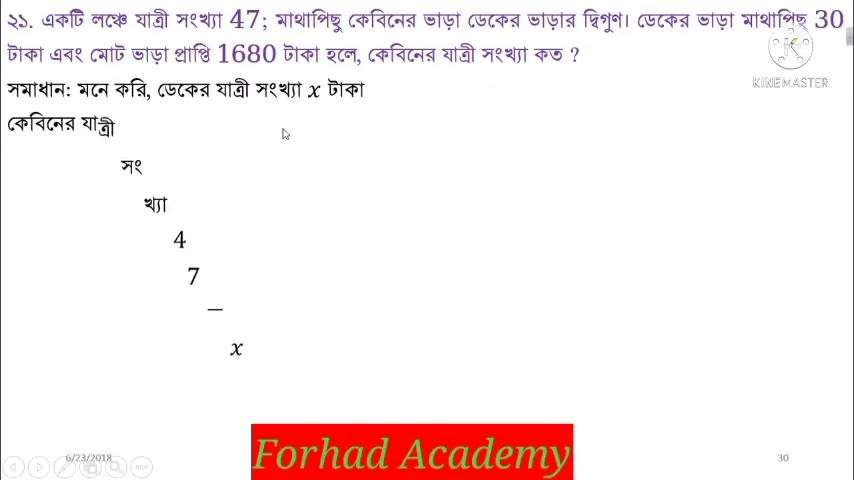 ২১. একটি লঞ্চে যাত্রী সংখ্যা 47; মাথাপিছু কেবিনের ভাড়া ডেকের ভাড়ার দ্বিগুণ। ডেকের ভাড়া মাথাপিছু 30
টাকা এবং মোট ভাড়া প্রাপ্তি 1680 টাকা হলে, কেবিনের যাত্রী সংখ্যা কত ?
KINEMASTER
সমাধান: মনে করি, ডেকের যাত্রী সংখ্যা x টাকা
কেবিনের যাত্রী
সং
খ্যা
4
7
–
x
Forhad Academy
6/23/2018
30